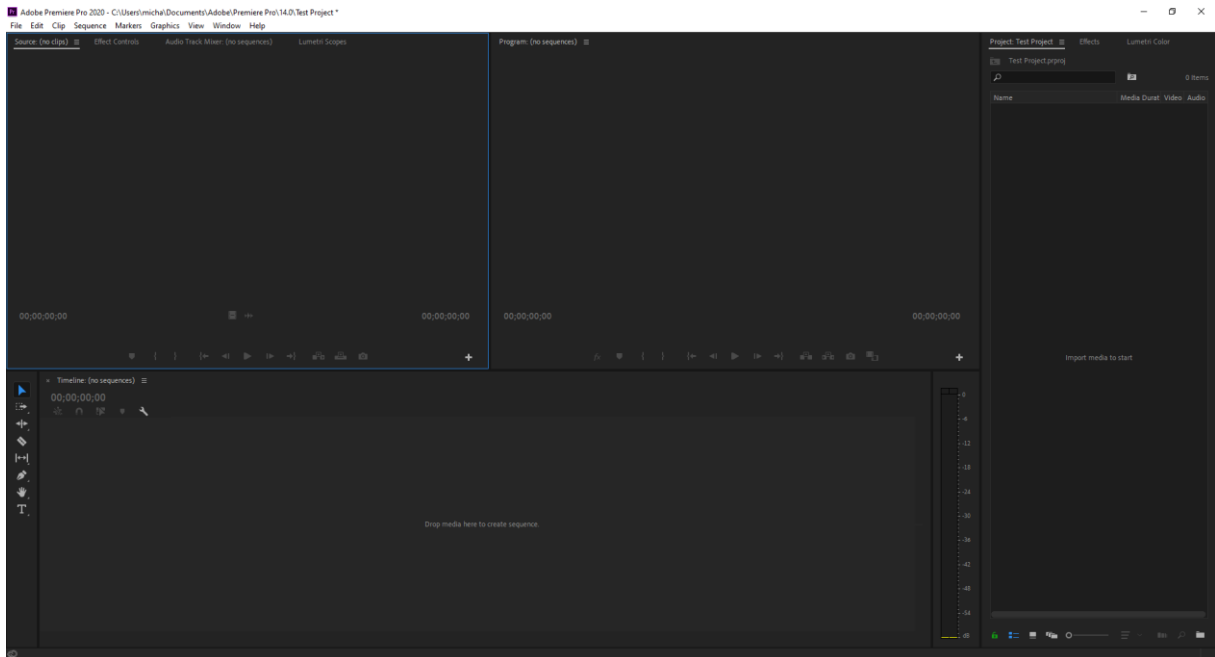 Adobe Premiere Pro 2020 - C:\Users\micha\Documents\Adobe\Premiere Pro\14.0\Test Project *
File Edit Clip Sequence Markers Graphics View Window Help
Source: (no clips) Effect Controls Audio Track Mixer: (no sequences) Lumetri Scopes
00;00;00;00 00;00;00;00
Program: (no sequences)
00;00;00;00 00;00;00;00
Project: Test Project Effects Lumetri Color
Test Project.prproj
0 Items
Name Media Durat Video Audio
Import media to start
Timeline: (no sequences)
00;00;00;00
Drop media here to create sequence.
0
-6
-12
-18
-24
-30
-36
-42
-48
-54
dB